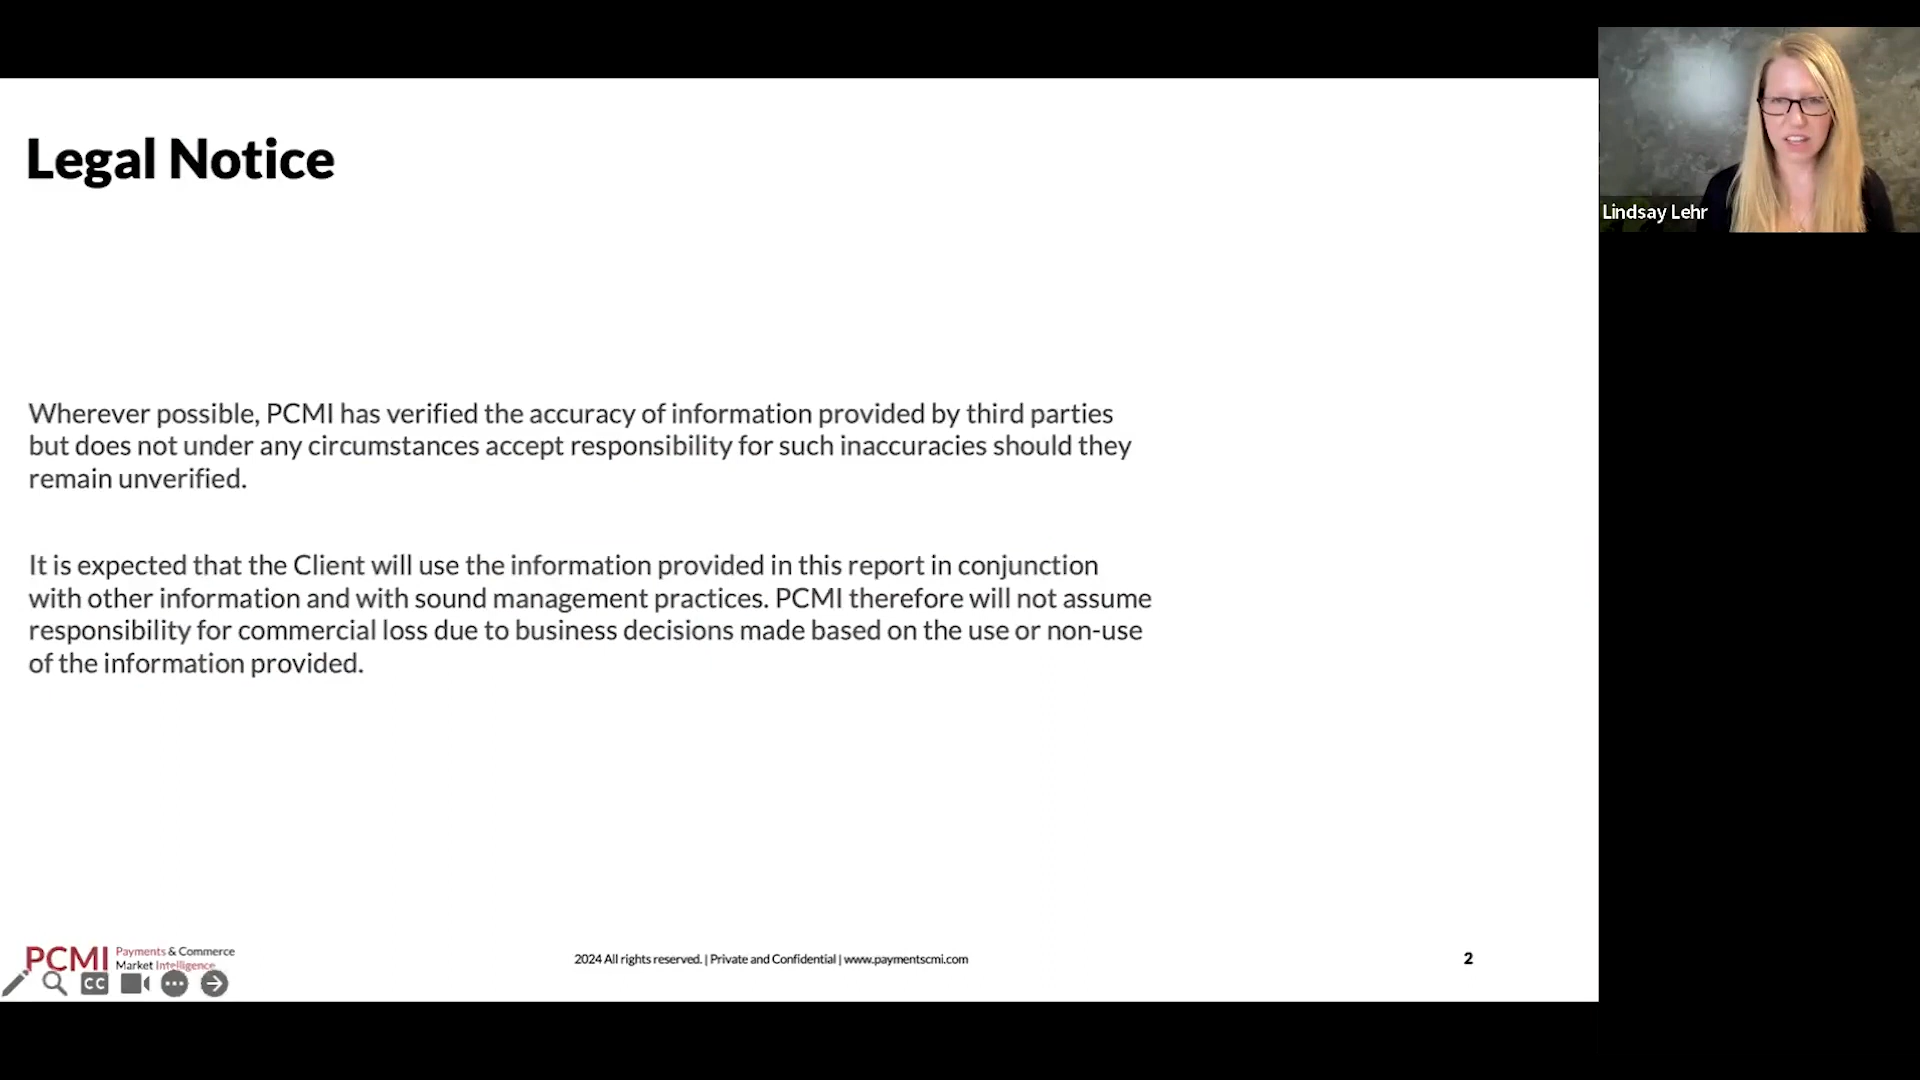 Legal Notice
Lindsay Lehr
Wherever possible, PCMI has verified the accuracy of information provided by third parties
but does not under any circumstances accept responsibility for such inaccuracies should they
remain unverified.
It is expected that the Client will use the information provided in this report in conjunction
with other information and with sound management practices. PCMI therefore will not assume
responsibility for commercial loss due to business decisions made based on the use or non-use
of the information provided.
PCMI Payments & Commerce
Market Intelligence
CC
2024 All rights reserved. | Private and Confidential | www.paymentscmi.com
2